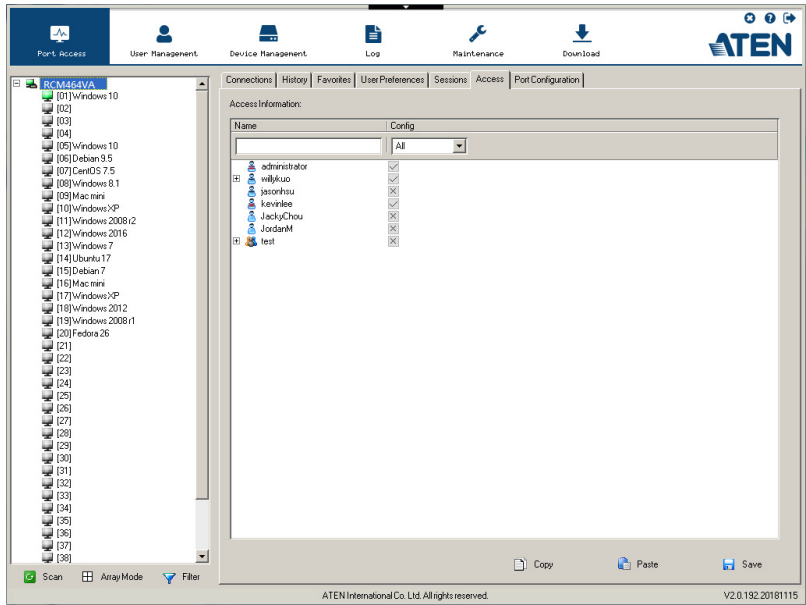 Port Access
User Management
Device Management
Log
Maintenance
Download
ATEN
RCM464VA
[01]Windows 10
[02]
[03]
[04]
[05]Windows 10
[06]Debian 9.5
[07]CentOS 7.5
[08]Windows 8.1
[09]Mac mini
[10]WindowsXP
[11]Windows 2008 r2
[12]Windows 2016
[13]Windows 7
[14]Ubuntu 17
[15]Debian 7
[16]Mac mini
[17]WindowsXP
[18]Windows 2012
[19]Windows 2008 r1
[20]Fedora 26
[21]
[22]
[23]
[24]
[25]
[26]
[27]
[28]
[29]
[30]
[31]
[32]
[33]
[34]
[35]
[36]
[37]
[38]
Scan
Array Mode
Filter
Connections
History
Favorites
User Preferences
Sessions
Access
Port Configuration
Access Information:
Name
Config
All
administrator
willykuo
jasonhsu
kevinlee
JackyChou
JordanM
test
Copy
Paste
Save
ATEN International Co. Ltd. All rights reserved.
V2.0.192.20181115